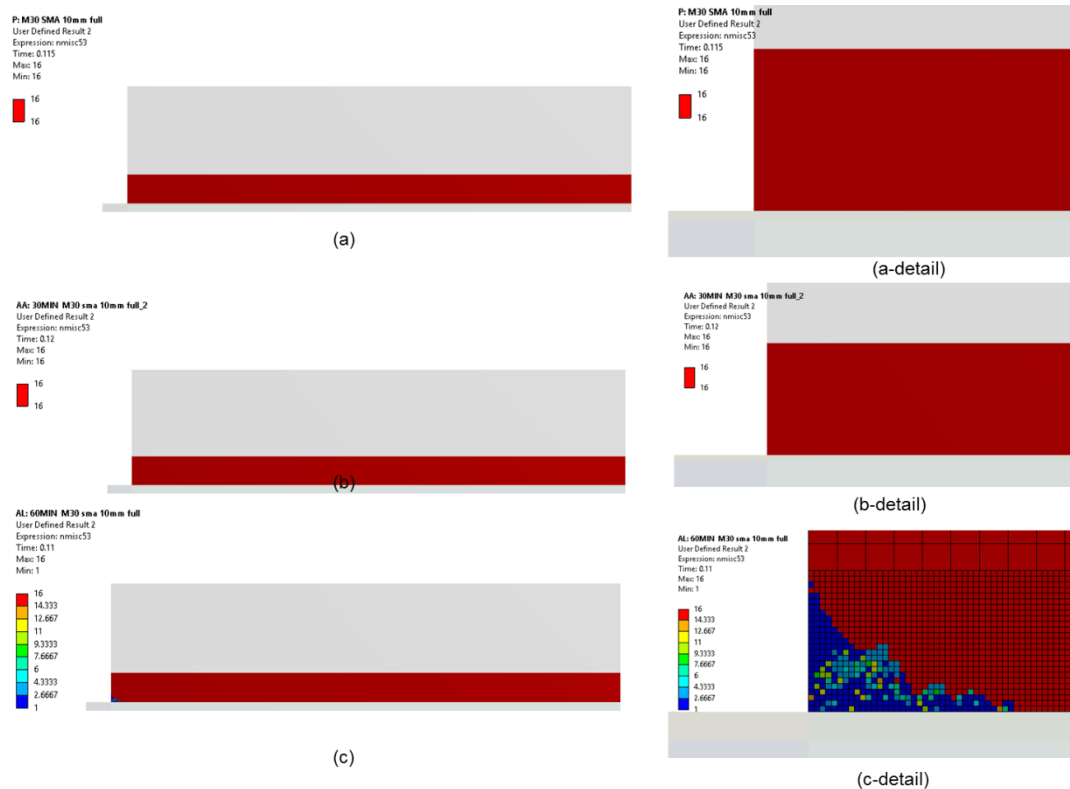 P: M30 SMA 10mm full
User Defined Result 2
Expression: nmisc53
Time: 0.115
Max: 16
Min: 16
16
16
(a)
P: M30 SMA 10mm full
User Defined Result 2
Expression: nmisc53
Time: 0.115
Max: 16
Min: 16
16
16
(a-detail)
AA: 30MIN M30 sma 10mm full_2
User Defined Result 2
Expression: nmisc53
Time: 0.12
Max: 16
Min: 16
16
16
(b)
AA: 30MIN M30 sma 10mm full_2
User Defined Result 2
Expression: nmisc53
Time: 0.12
Max: 16
Min: 16
16
16
(b-detail)
AL: 60MIN M30 sma 10mm full
User Defined Result 2
Expression: nmisc53
Time: 0.11
Max: 16
Min: 1
16
14.333
12.667
11
9.3333
7.6667
6
4.3333
2.6667
1
(c)
AL: 60MIN M30 sma 10mm full
User Defined Result 2
Expression: nmisc53
Time: 0.11
Max: 16
Min: 1
16
14.333
12.667
11
9.3333
7.6667
6
4.3333
2.6667
1
(c-detail)